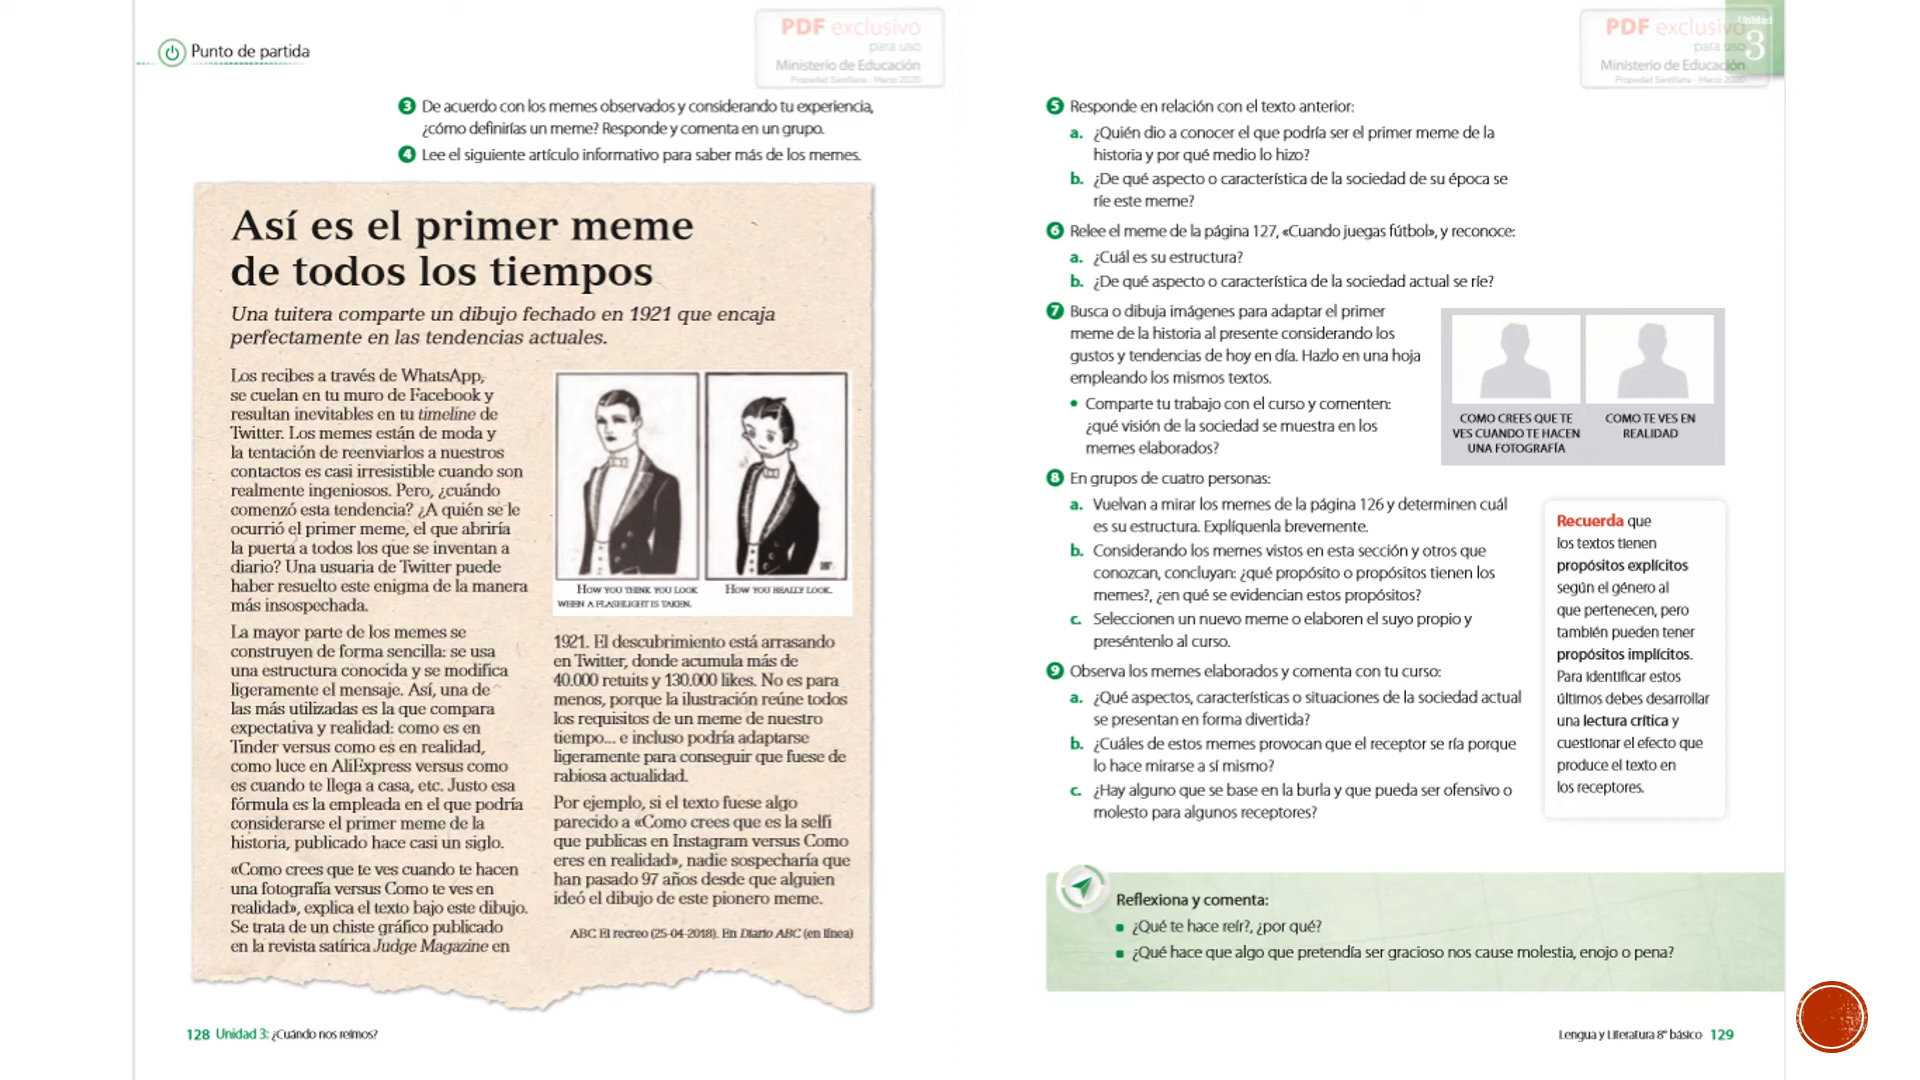 Punto de partida
PDF exclusivo
para uso
Ministerio de Educación
Propiedad Santillana - Marzo 2020
3 De acuerdo con los memes observados y considerando tu experiencia,
¿cómo definirías un meme? Responde y comenta en un grupo.
4 Lee el siguiente artículo informativo para saber más de los memes.
Así es el primer meme
de todos los tiempos
Una tuitera comparte un dibujo fechado en 1921 que encaja
perfectamente en las tendencias actuales.
Los recibes a través de WhatsApp,
se cuelan en tu muro de Facebook y
resultan inevitables en tu timeline de
Twitter. Los memes están de moda y
la tentación de reenviarlos a nuestros
contactos es casi irresistible cuando son
realmente ingeniosos. Pero, ¿cuándo
comenzó esta tendencia? ¿A quién se le
ocurrió el primer meme, el que abriría
la puerta a todos los que se inventan a
diario? Una usuaria de Twitter puede
haber resuelto este enigma de la manera
más insospechada.
La mayor parte de los memes se
construyen de forma sencilla: se usa
una estructura conocida y se modifica
ligeramente el mensaje. Así, una de
las más utilizadas es la que compara
expectativa y realidad: como es en
Tinder versus como es en realidad,
como luce en AliExpress versus como
es cuando te llega a casa, etc. Justo esa
fórmula es la empleada en el que podría
considerarse el primer meme de la
historia, publicado hace casi un siglo.
«Como crees que te ves cuando te hacen
una fotografía versus Como te ves en
realidad», explica el texto bajo este dibujo.
Se trata de un chiste gráfico publicado
en la revista satírica Judge Magazine en
How you think you look
when a flashlight is taken.
How you really look.
1921. El descubrimiento está arrasando
en Twitter, donde acumula más de
40.000 retuits y 130.000 likes. No es para
menos, porque la ilustración reúne todos
los requisitos de un meme de nuestro
tiempo... e incluso podría adaptarse
ligeramente para conseguir que fuese de
rabiosa actualidad.
Por ejemplo, si el texto fuese algo
parecido a «Como crees que es la selfi
que publicas en Instagram versus Como
eres en realidad», nadie sospecharía que
han pasado 97 años desde que alguien
ideó el dibujo de este pionero meme.
ABC El recreo (25-04-2018). En Diario ABC (en línea)
128 Unidad 3: ¿Cuándo nos reímos?
PDF exclusivo
para uso
Ministerio de Educación
Propiedad Santillana - Marzo 2020
Unidad
3
5 Responde en relación con el texto anterior:
a. ¿Quién dio a conocer el que podría ser el primer meme de la
historia y por qué medio lo hizo?
b. ¿De qué aspecto o característica de la sociedad de su época se
ríe este meme?
6 Relee el meme de la página 127, «Cuando juegas fútbol», y reconoce:
a. ¿Cuál es su estructura?
b. ¿De qué aspecto o característica de la sociedad actual se ríe?
7 Busca o dibuja imágenes para adaptar el primer
meme de la historia al presente considerando los
gustos y tendencias de hoy en día. Hazlo en una hoja
empleando los mismos textos.
• Comparte tu trabajo con el curso y comenten:
¿qué visión de la sociedad se muestra en los
memes elaborados?
COMO CREES QUE TE
VES CUANDO TE HACEN
UNA FOTOGRAFÍA
COMO TE VES EN
REALIDAD
8 En grupos de cuatro personas:
a. Vuelvan a mirar los memes de la página 126 y determinen cuál
es su estructura. Explíquenla brevemente.
b. Considerando los memes vistos en esta sección y otros que
conozcan, concluyan: ¿qué propósito o propósitos tienen los
memes?, ¿en qué se evidencian estos propósitos?
c. Seleccionen un nuevo meme o elaboren el suyo propio y
preséntenlo al curso.
9 Observa los memes elaborados y comenta con tu curso:
a. ¿Qué aspectos, características o situaciones de la sociedad actual
se presentan en forma divertida?
b. ¿Cuáles de estos memes provocan que el receptor se ría porque
lo hace mirarse a sí mismo?
c. ¿Hay alguno que se base en la burla y que pueda ser ofensivo o
molesto para algunos receptores?
Recuerda que
los textos tienen
propósitos explícitos
según el género al
que pertenecen, pero
también pueden tener
propósitos implícitos.
Para identificar estos
últimos debes desarrollar
una lectura crítica y
cuestionar el efecto que
produce el texto en
los receptores.
Reflexiona y comenta:
▪ ¿Qué te hace reír?, ¿por qué?
▪ ¿Qué hace que algo que pretendía ser gracioso nos cause molestia, enojo o pena?
Lengua y Literatura 8° básico 129